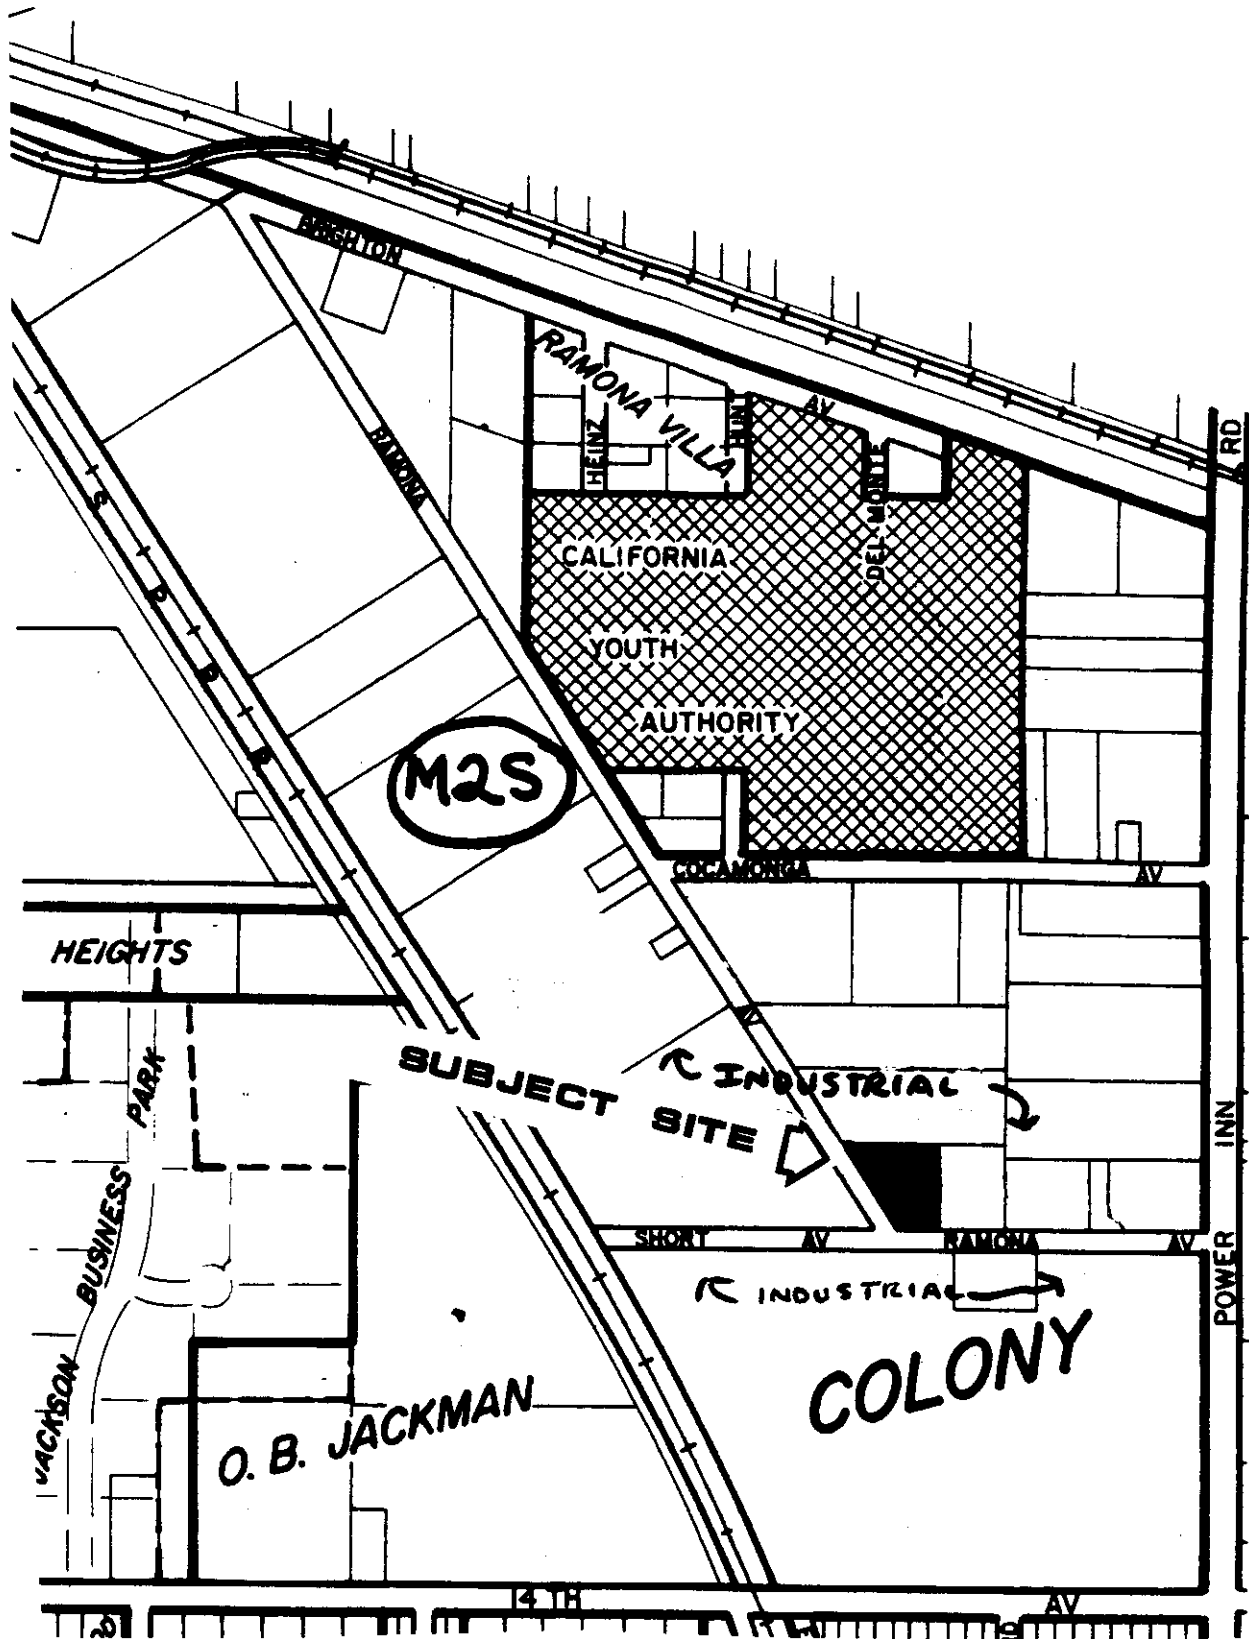 BRIGHTON
AV
RD
RAMONA VILLA
HEINZ
HUNT
DEL MONTE
RAMONA
S P R R
CALIFORNIA
YOUTH
AUTHORITY
M2S
COCAMONGA
AV
HEIGHTS
AV
SUBJECT SITE
INDUSTRIAL
SHORT
AV
RAMONA
AV
INDUSTRIAL
COLONY
POWER INN
JACKSON BUSINESS PARK
O. B. JACKMAN
14 TH
AV